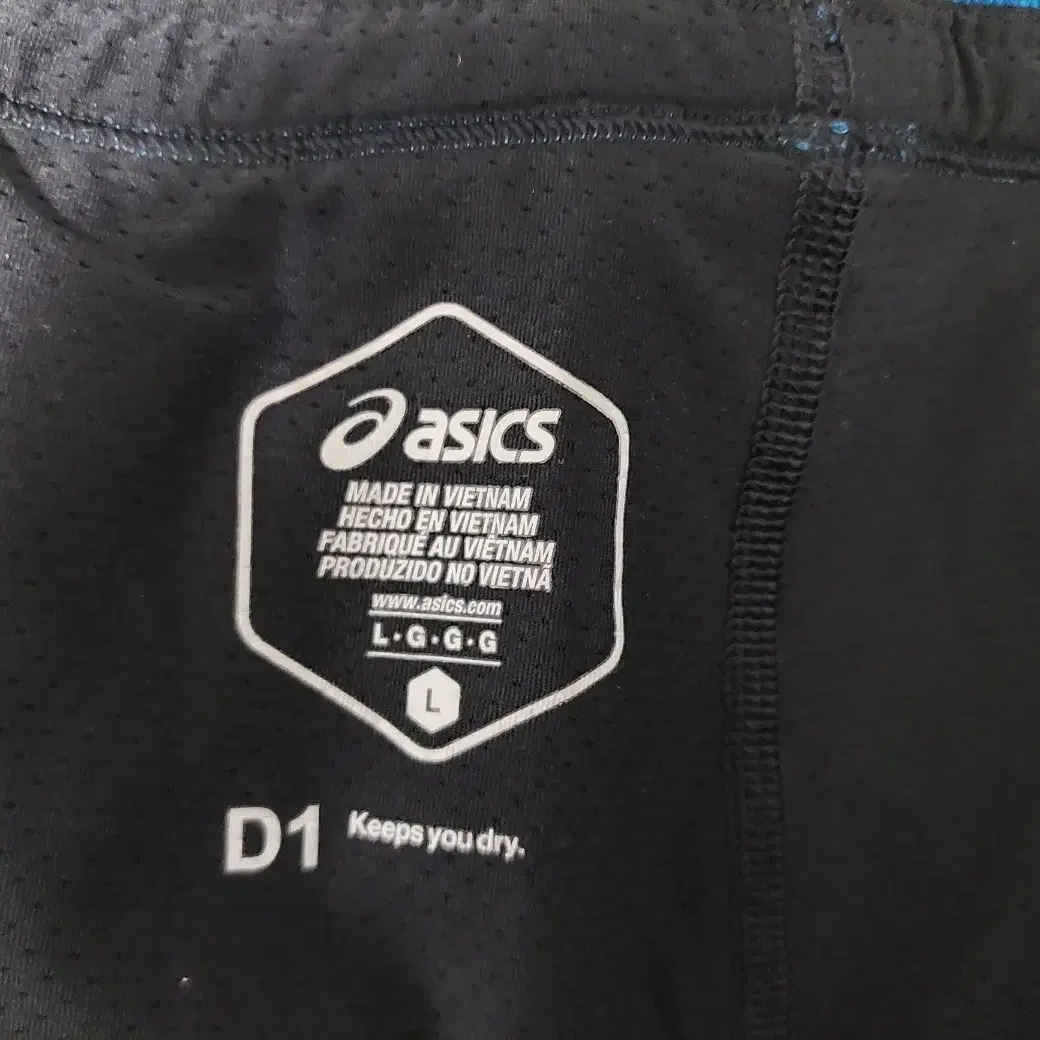 asics
MADE IN VIETNAM
HECHO EN VIETNAM
FABRIQUÉ AU VIÊTNAM
PRODUZIDO NO VIETNÃ
www.asics.com
L·G·G·G
L
D1 Keeps you dry.